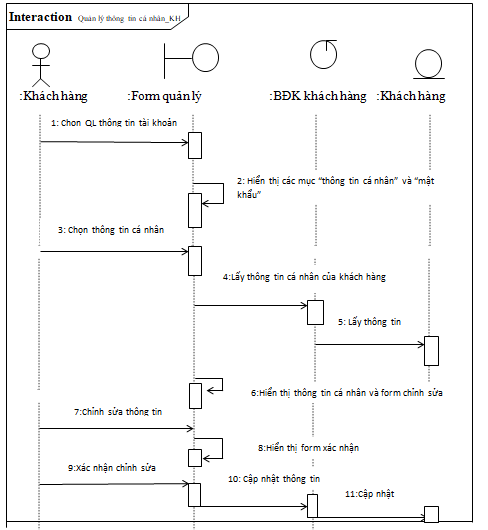 Interaction Quản lý thông tin cá nhân_KH
:Khách hàng
:Form quản lý
:BĐK khách hàng
:Khách hàng
1: Chọn QL thông tin tài khoản
2: Hiển thị các mục “thông tin cá nhân” và “mật
khẩu”
3: Chọn thông tin cá nhân
4:Lấy thông tin cá nhân của khách hàng
5: Lấy thông tin
6:Hiển thị thông tin cá nhân và form chỉnh sửa
7:Chỉnh sửa thông tin
8:Hiển thị form xác nhận
9:Xác nhận chỉnh sửa
10: Cập nhật thông tin
11:Cập nhật